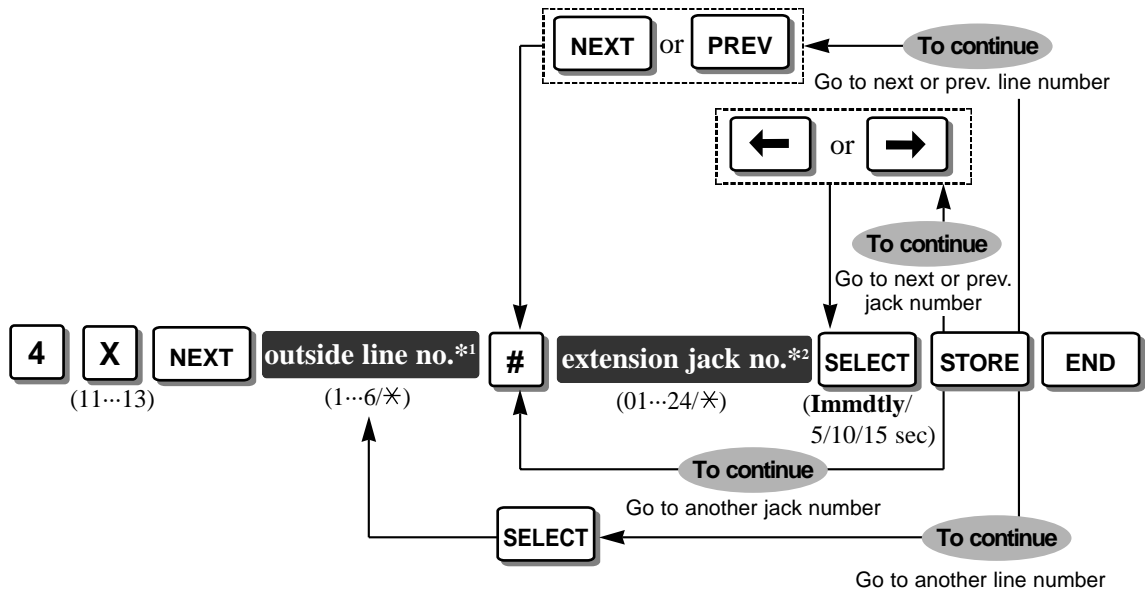 NEXT or PREV
To continue
Go to next or prev. line number
← or →
To continue
Go to next or prev.
jack number
4 X NEXT outside line no.*1 # extension jack no.*2 SELECT STORE END
(11···13) (1···6/✳) (01···24/✳) (Immdtly/
5/10/15 sec)
To continue
Go to another jack number
SELECT
To continue
Go to another line number